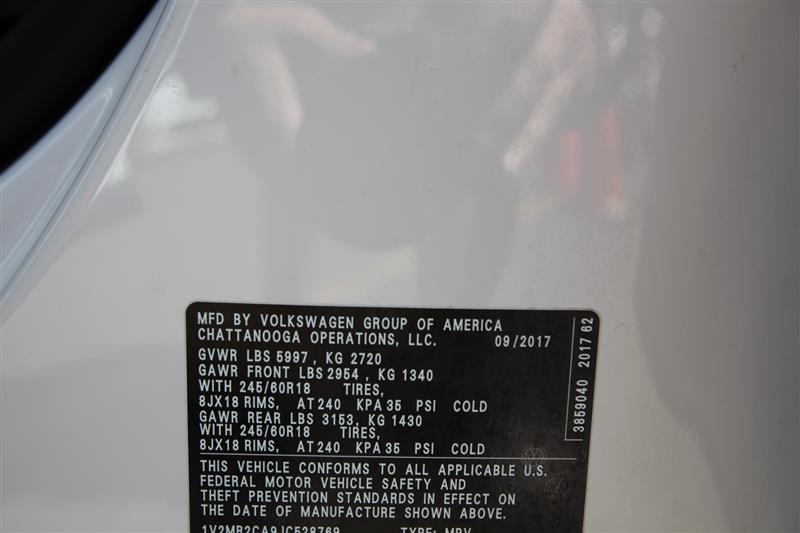 MFD BY VOLKSWAGEN GROUP OF AMERICA
CHATTANOOGA OPERATIONS, LLC. 09/2017
GVWR LBS 5997 , KG 2720
GAWR FRONT LBS 2954 , KG 1340
WITH 245/60R18 TIRES,
8JX18 RIMS, AT 240 KPA 35 PSI COLD
GAWR REAR LBS 3153, KG 1430
WITH 245/60R18 TIRES,
8JX18 RIMS, AT 240 KPA 35 PSI COLD
THIS VEHICLE CONFORMS TO ALL APPLICABLE U.S.
FEDERAL MOTOR VEHICLE SAFETY AND
THEFT PREVENTION STANDARDS IN EFFECT ON
THE DATE OF MANUFACTURE SHOWN ABOVE.
1V2MR2CA9JC528769 TYPE: MPV
3859040 2017 62